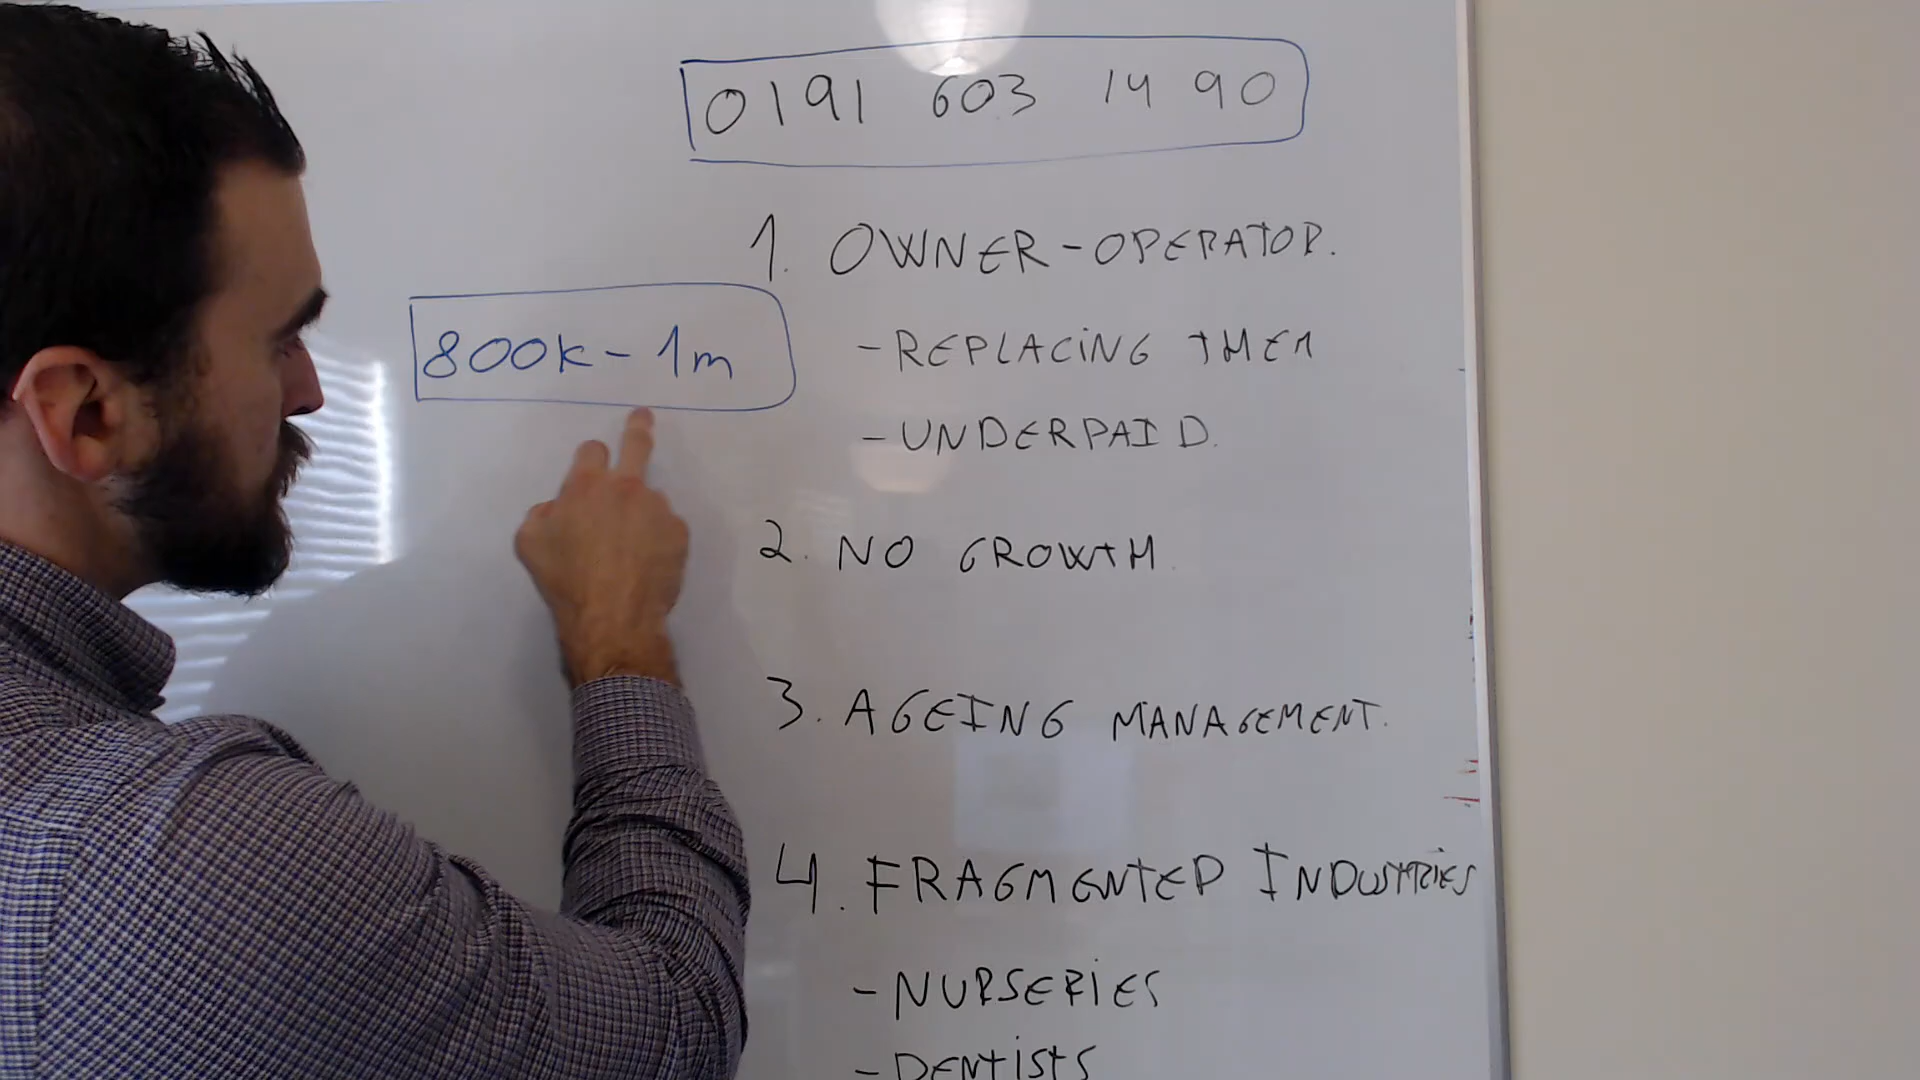 0191 603 14 90
1. OWNER-OPERATOR.
800k-1m
-REPLACING THEM
-UNDERPAID.
2. NO GROWTH.
3. AGEING MANAGEMENT.
4. FRAGMENTED INDUSTRIES
-NURSERIES
-DENTISTS